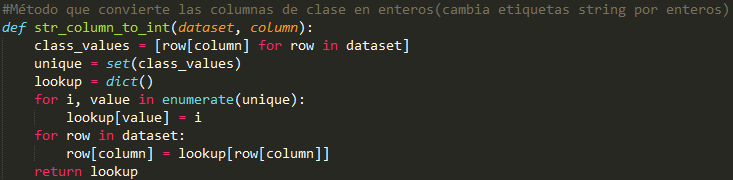 #Método que convierte las columnas de clase en enteros(cambia etiquetas string por enteros)
def str_column_to_int(dataset, column):
    class_values = [row[column] for row in dataset]
    unique = set(class_values)
    lookup = dict()
    for i, value in enumerate(unique):
        lookup[value] = i
    for row in dataset:
        row[column] = lookup[row[column]]
    return lookup